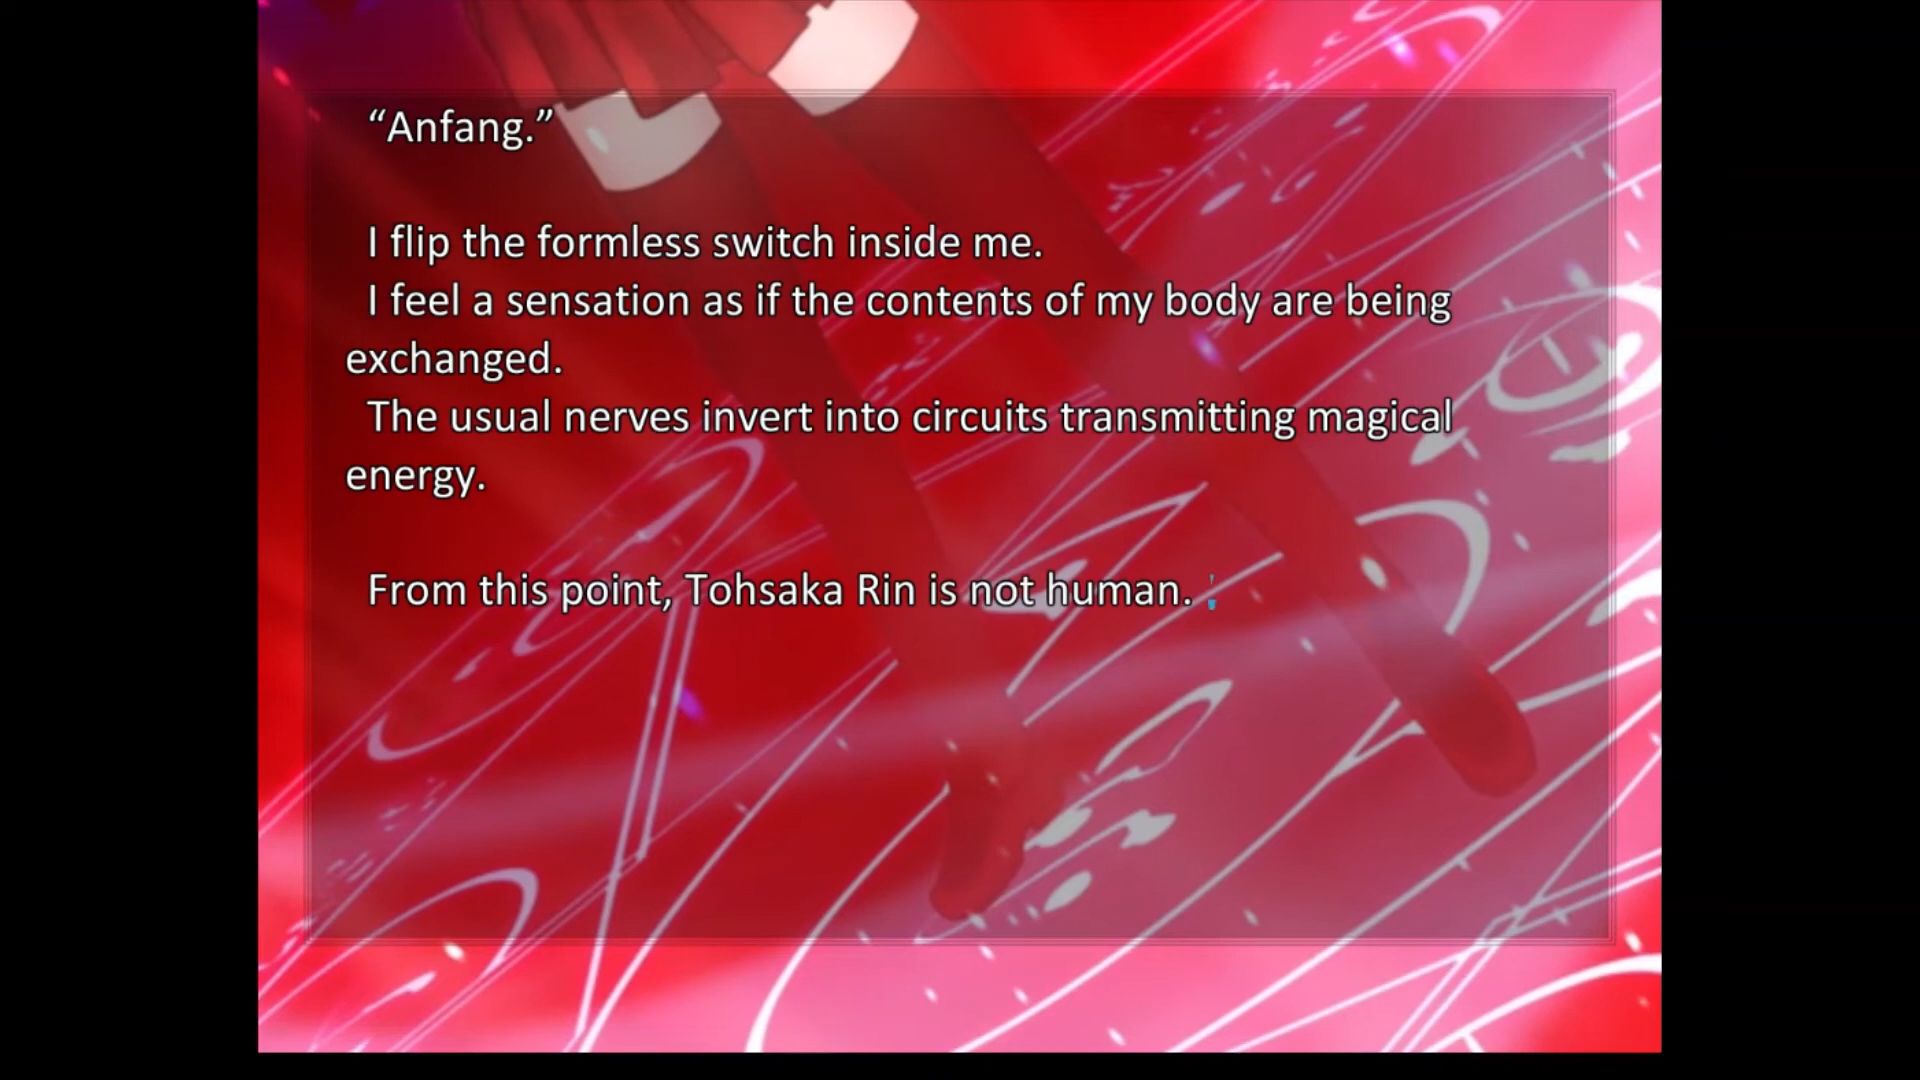 “Anfang.”
I flip the formless switch inside me.
I feel a sensation as if the contents of my body are being
exchanged.
The usual nerves invert into circuits transmitting magical
energy.
From this point, Tohsaka Rin is not human.